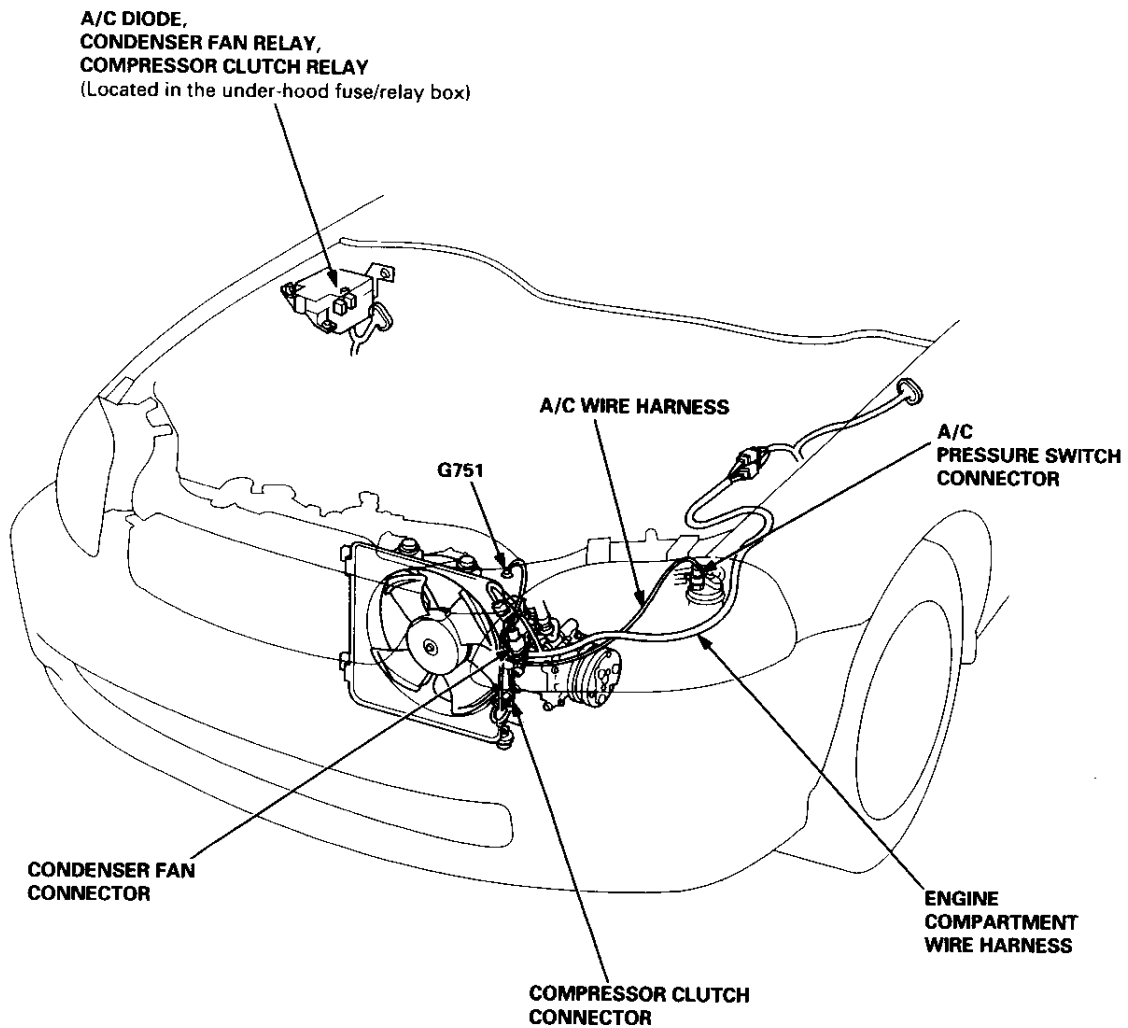 A/C DIODE,
CONDENSER FAN RELAY,
COMPRESSOR CLUTCH RELAY
(Located in the under-hood fuse/relay box)
A/C WIRE HARNESS
A/C
PRESSURE SWITCH
CONNECTOR
G751
CONDENSER FAN
CONNECTOR
ENGINE
COMPARTMENT
WIRE HARNESS
COMPRESSOR CLUTCH
CONNECTOR